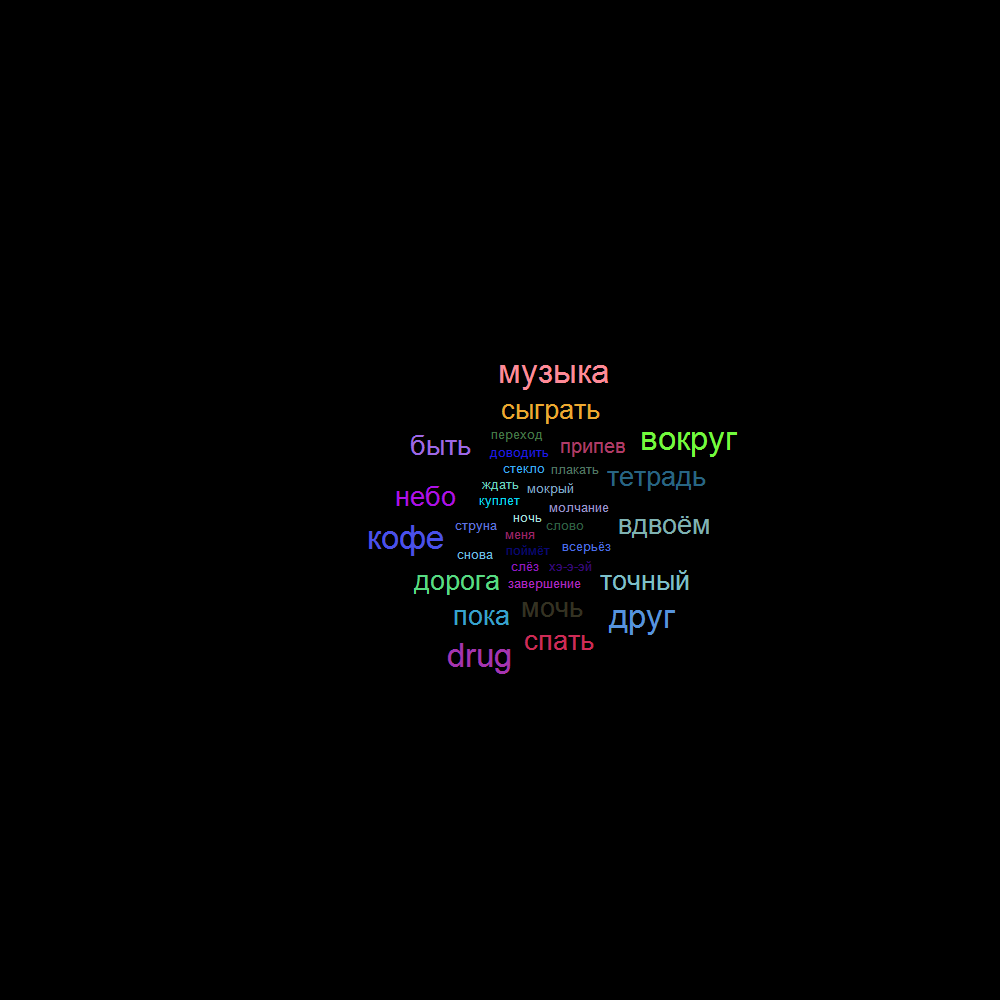 музыка
сыграть
переход
вокруг
быть
припев
доводить
стекло
плакать
тетрадь
ждать
мокрый
небо
куплет
молчание
ночь
струна
слово
вдвоём
меня
кофе
поймёт
всерьёз
снова
слёз
хэ-э-эй
дорога
завершение
точный
мочь
пока
друг
спать
drug